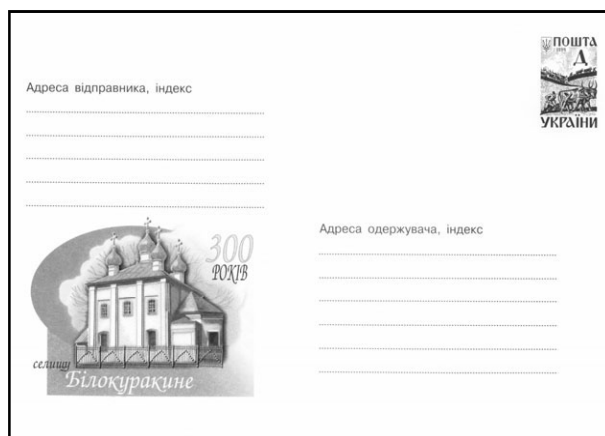 ПОШТА
Д
УКРАЇНИ
Адреса відправника, індекс
300
РОКІВ
селищу
Білокуракине
Адреса одержувача, індекс